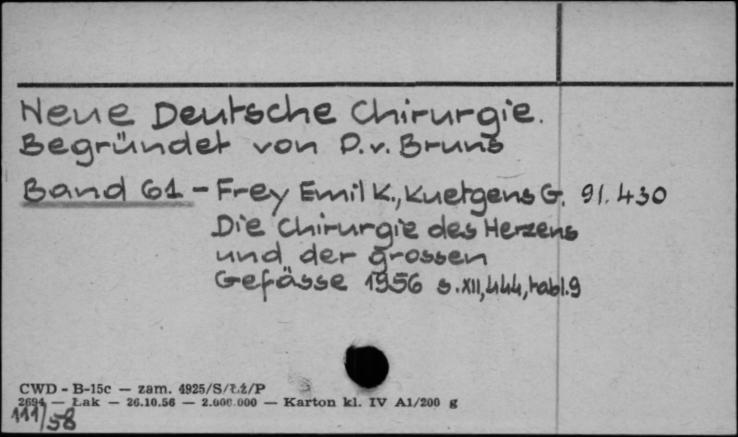 Neue Deutsche Chirurgie.
Begründet von P.v. Bruns
Band 61 - Frey Emil K., Kuetgens G. 91.430
Die Chirurgie des Herzens
und der grossen
Gefässe 1956 s.XII,444,tabl.9
CWD - B-15c — zam. 4925/S/Łż/P
2694 — Łak — 26.10.56 — 2.000.000 — Karton kl. IV A1/200 g
111/58